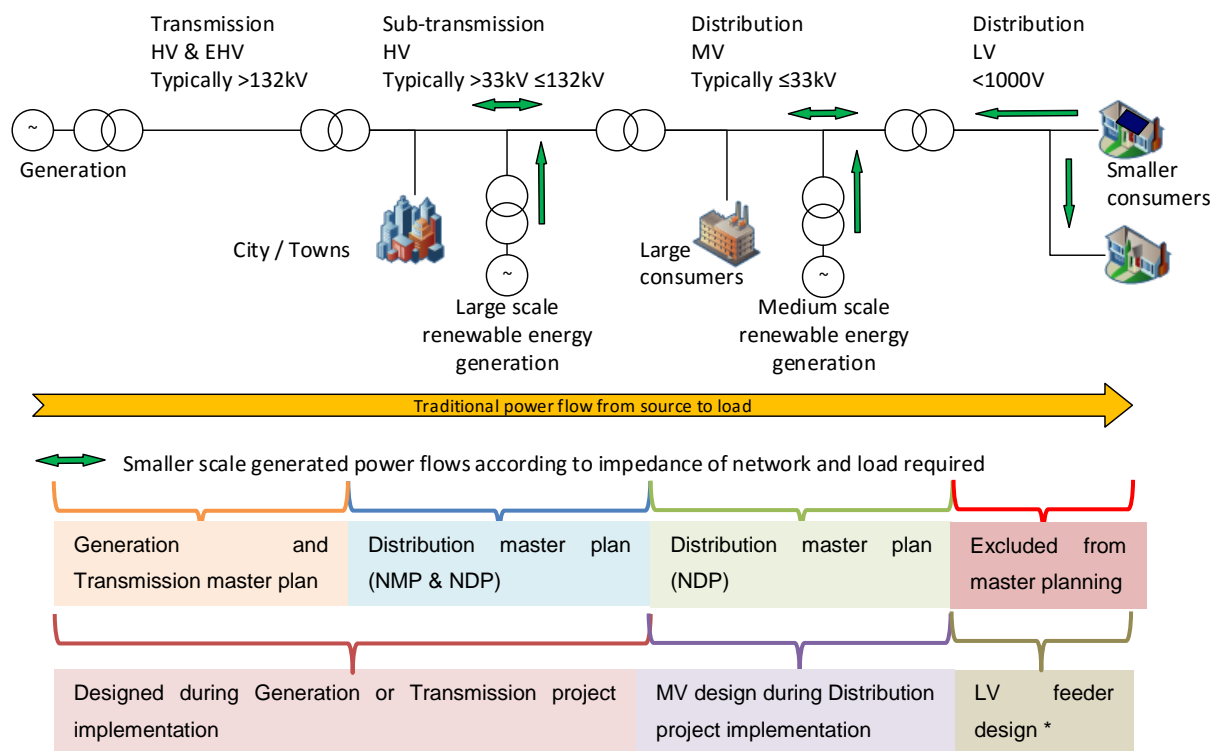 Transmission
HV & EHV
Typically >132kV
Sub-transmission
HV
Typically >33kV ≤132kV
Distribution
MV
Typically ≤33kV
Distribution
LV
<1000V
~
Generation
City / Towns
~
Large scale
renewable energy
generation
Large
consumers
~
Medium scale
renewable energy
generation
Smaller
consumers
Traditional power flow from source to load
Smaller scale generated power flows according to impedance of network and load required
Generation and
Transmission master plan
Distribution master plan
(NMP & NDP)
Distribution master plan
(NDP)
Excluded from
master planning
Designed during Generation or Transmission project
implementation
MV design during Distribution
project implementation
LV feeder
design *